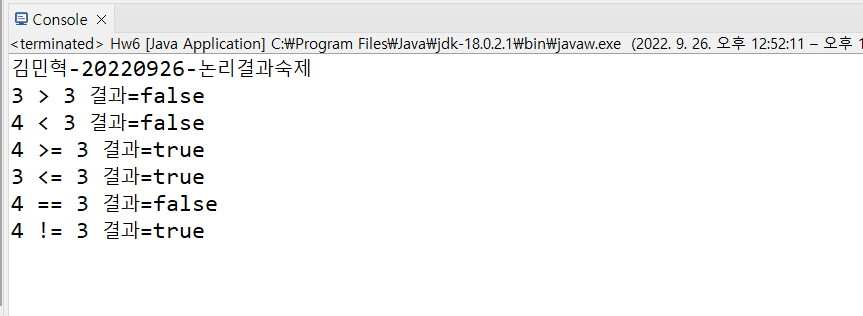 Console
<terminated> Hw6 [Java Application] C:₩Program Files₩Java₩jdk-18.0.2.1₩bin₩javaw.exe (2022. 9. 26. 오후 12:52:11 – 오후 1
김민혁-20220926-논리결과숙제
3 > 3 결과=false
4 < 3 결과=false
4 >= 3 결과=true
3 <= 3 결과=true
4 == 3 결과=false
4 != 3 결과=true